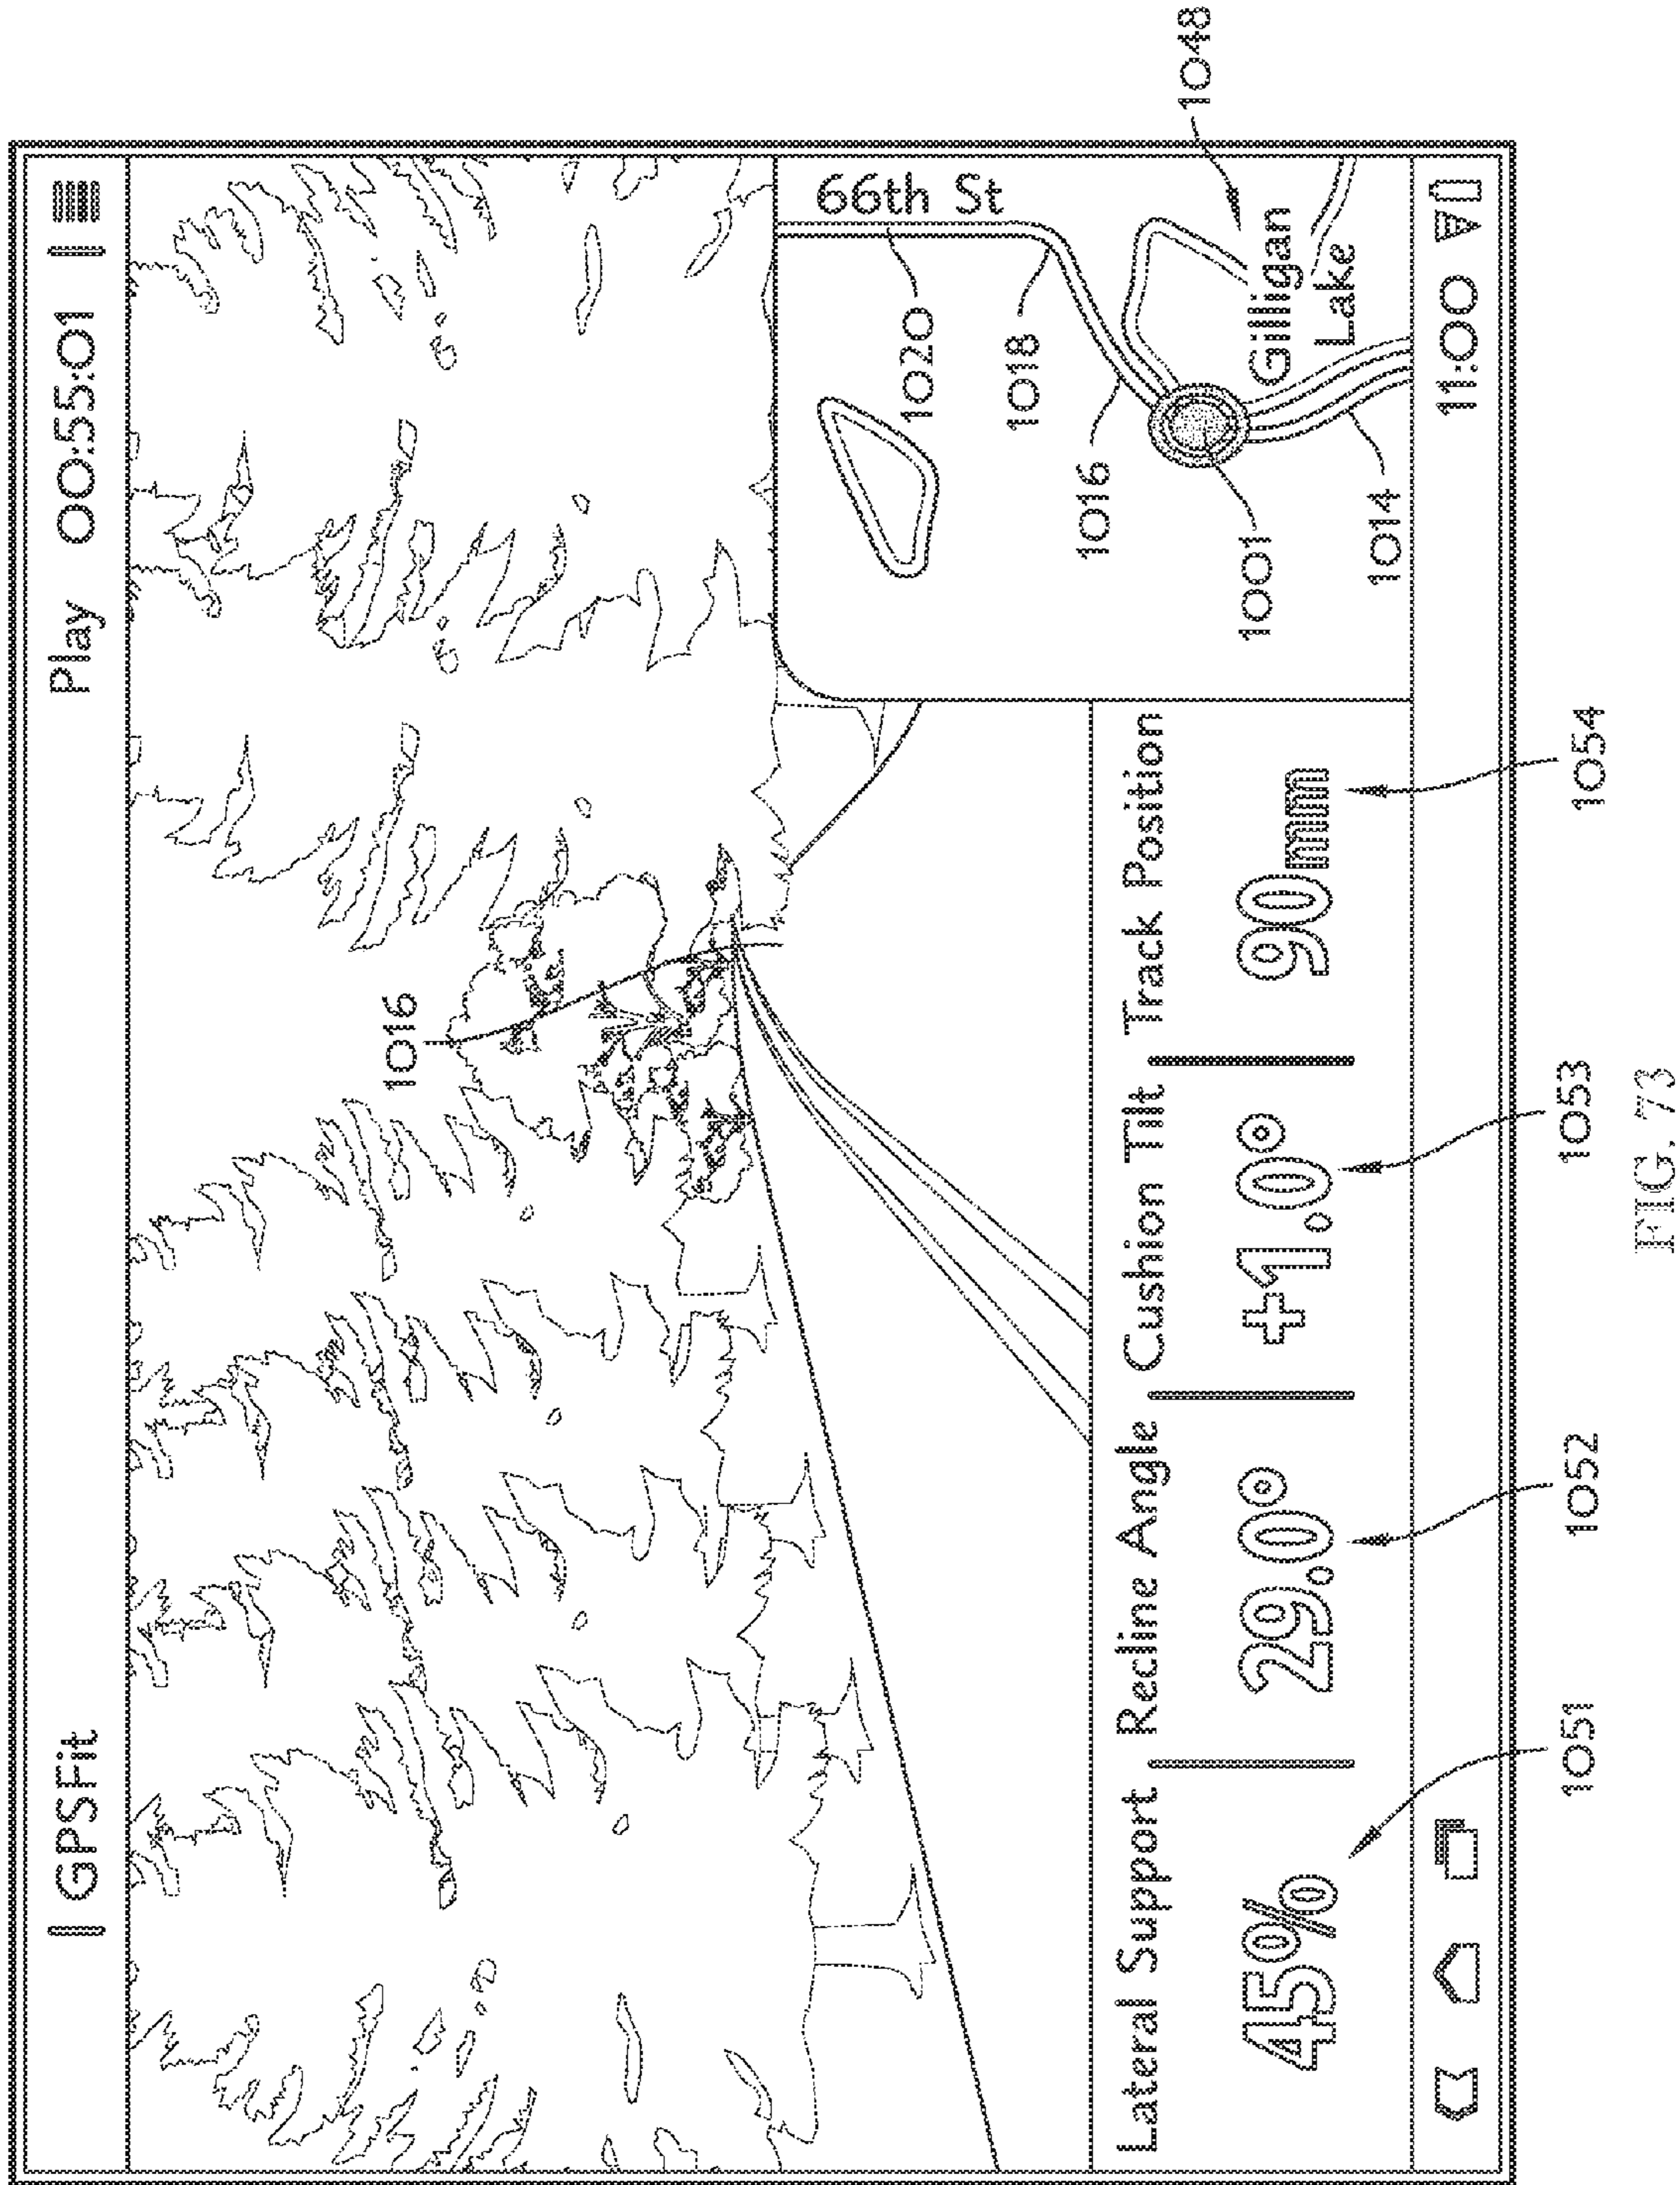 GPSFit
Play 00:55:01
1016
66th St
1020
1018
1016
1001
1014
Gilligan
Lake
1048
Lateral Support
Recline Angle
Cushion Tilt
Track Position
45%
29.0°
+1.0°
90mm
11:00
1051
1052
1053
1054
FIG. 73